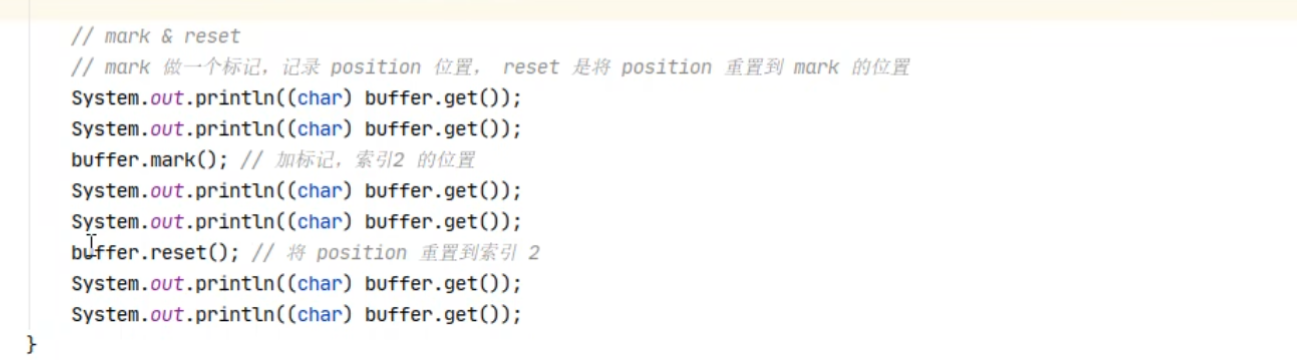 // mark & reset
// mark 做一个标记，记录 position 位置， reset 是将 position 重置到 mark 的位置
System.out.println((char) buffer.get());
System.out.println((char) buffer.get());
buffer.mark(); // 加标记，索引2 的位置
System.out.println((char) buffer.get());
System.out.println((char) buffer.get());
buffer.reset(); // 将 position 重置到索引 2
System.out.println((char) buffer.get());
System.out.println((char) buffer.get());
}